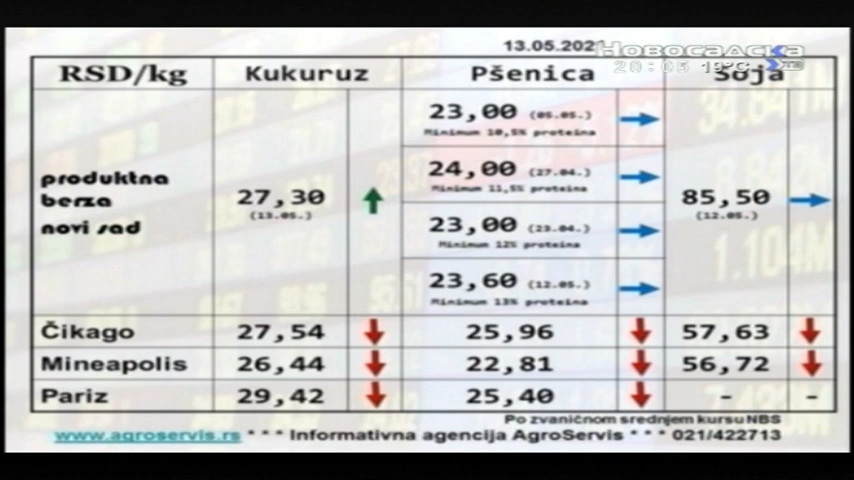 13.05.202
НОВОСАДСКА
20:05 19°C
RSD/kg Kukuruz Pšenica Soja
23,00 (05.05.)
Minimum 10,5% proteina
24,00 (27.04.)
Minimum 11,5% proteina
produktna
berza
novi sad
27,30
(13.05.)
85,50
(12.05.)
23,00 (23.04.)
Minimum 12% proteina
23,60 (12.05.)
Minimum 13% proteina
Čikago 27,54 25,96 57,63
Mineapolis 26,44 22,81 56,72
Pariz 29,42 25,40 - -
Po zvaničnom srednjem kursu NBS
www.agroservis.rs * * * Informativna agencija AgroServis * * * 021/422713